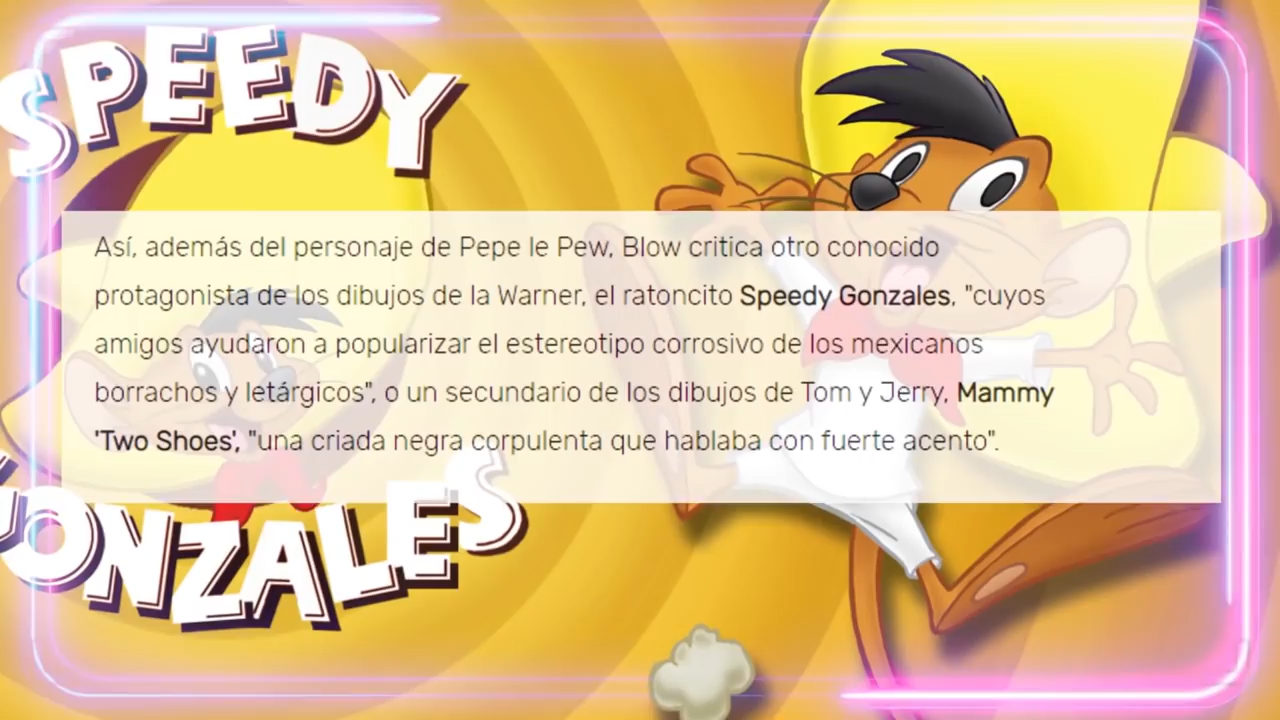 SPEEDY
Así, además del personaje de Pepe le Pew, Blow critica otro conocido
protagonista de los dibujos de la Warner, el ratoncito Speedy Gonzales, "cuyos
amigos ayudaron a popularizar el estereotipo corrosivo de los mexicanos
borrachos y letárgicos", o un secundario de los dibujos de Tom y Jerry, Mammy
'Two Shoes', "una criada negra corpulenta que hablaba con fuerte acento".
GONZALES